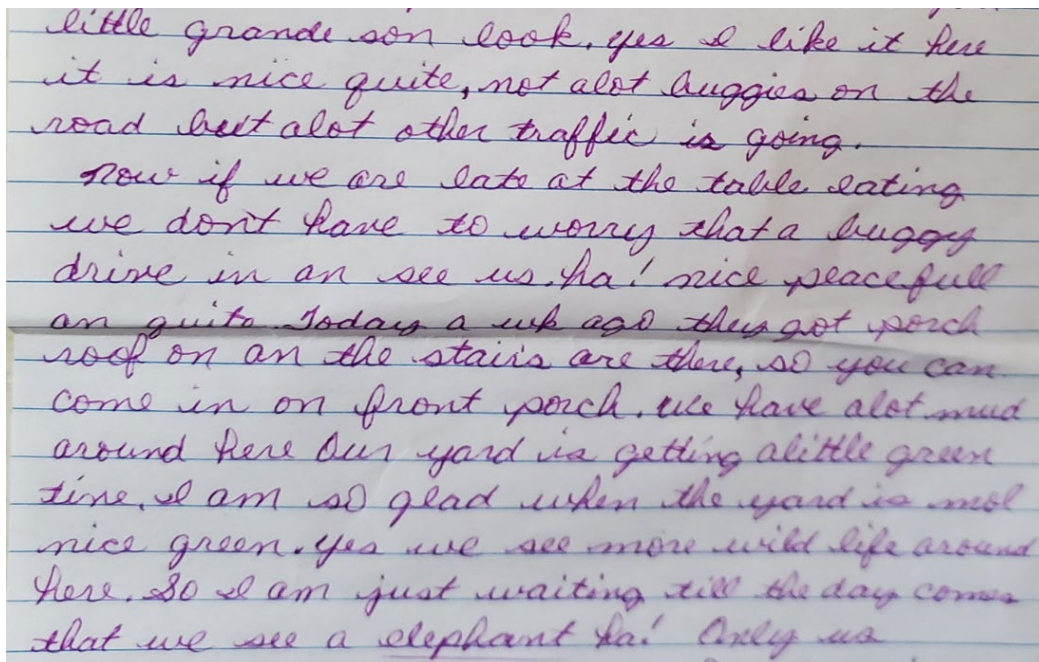 little grande son look. yes I like it here
it is nice quite, not alot buggies on the
road but alot other traffic is going.
now if we are late at the table eating
we don't have to worry that a buggy
drive in an see us. ha! nice peacefull
an quite. Today a wk ago they got porch
roof on an the stairs are there, so you can
come in on front porch. We have alot mud
around here Our yard is getting alittle green
tine. I am so glad when the yard is mol
nice green. yes we see more wild life around
here. So I am just waiting till the day comes
that we see a elephant ha! Only us